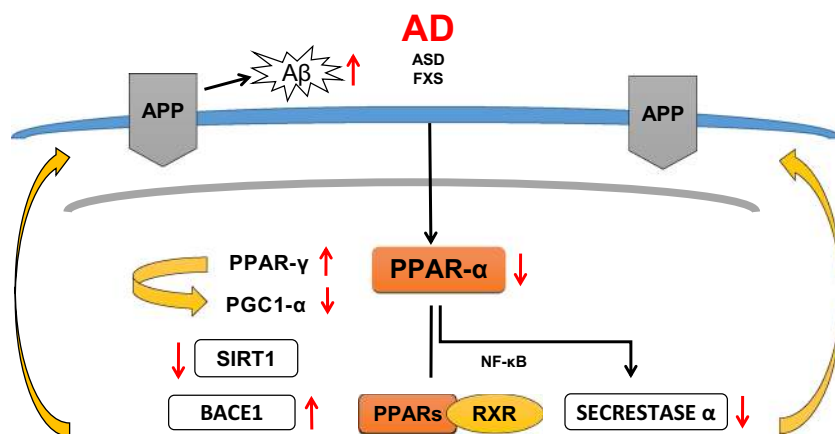 AD
ASD
FXS
Aβ
APP
APP
PPAR-γ
PPAR-α
PGC1-α
SIRT1
NF-κB
BACE1
PPARs
RXR
SECRESTASE α